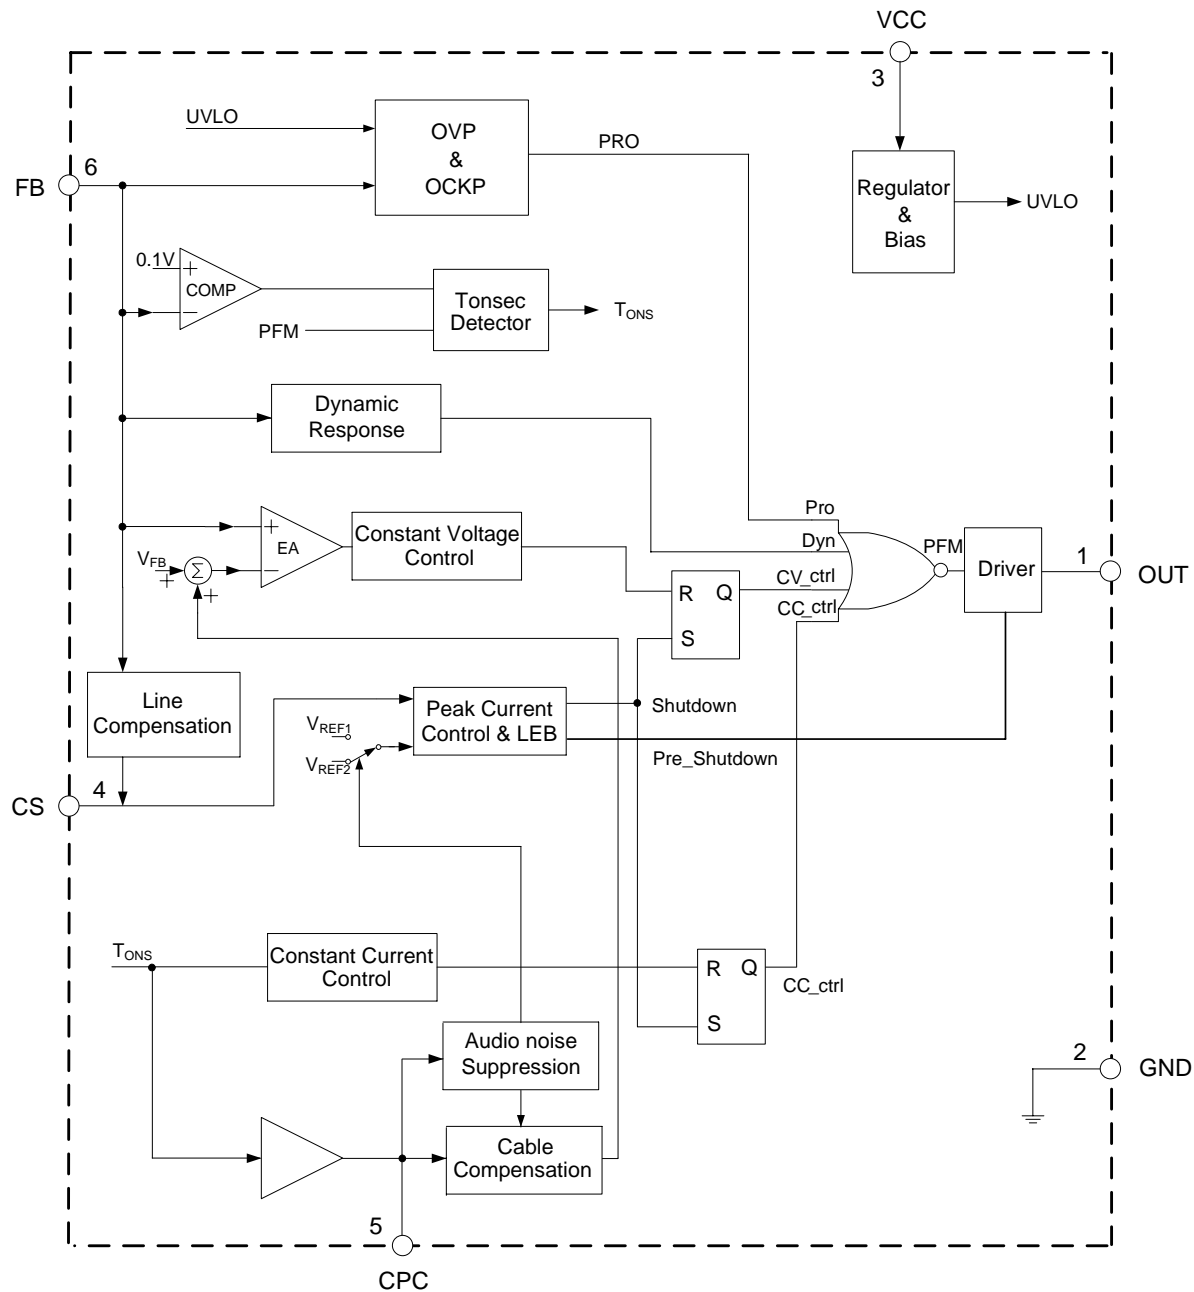 VCC
3
UVLO
OVP
&
OCKP
PRO
6
FB
Regulator
&
Bias
UVLO
0.1V
+
COMP
−
Tonsec
Detector
TONS
PFM
Dynamic
Response
Pro
+
EA
−
Constant Voltage
Control
Dyn
PFM
Driver
1
OUT
VFB
+
Σ
+
CV_ctrl
CC_ctrl
R
Q
S
Line
Compensation
Peak Current
Control & LEB
Shutdown
VREF1
VREF2
Pre_Shutdown
4
CS
TONS
Constant Current
Control
R
Q
S
CC_ctrl
Audio noise
Suppression
2
GND
Cable
Compensation
5
CPC